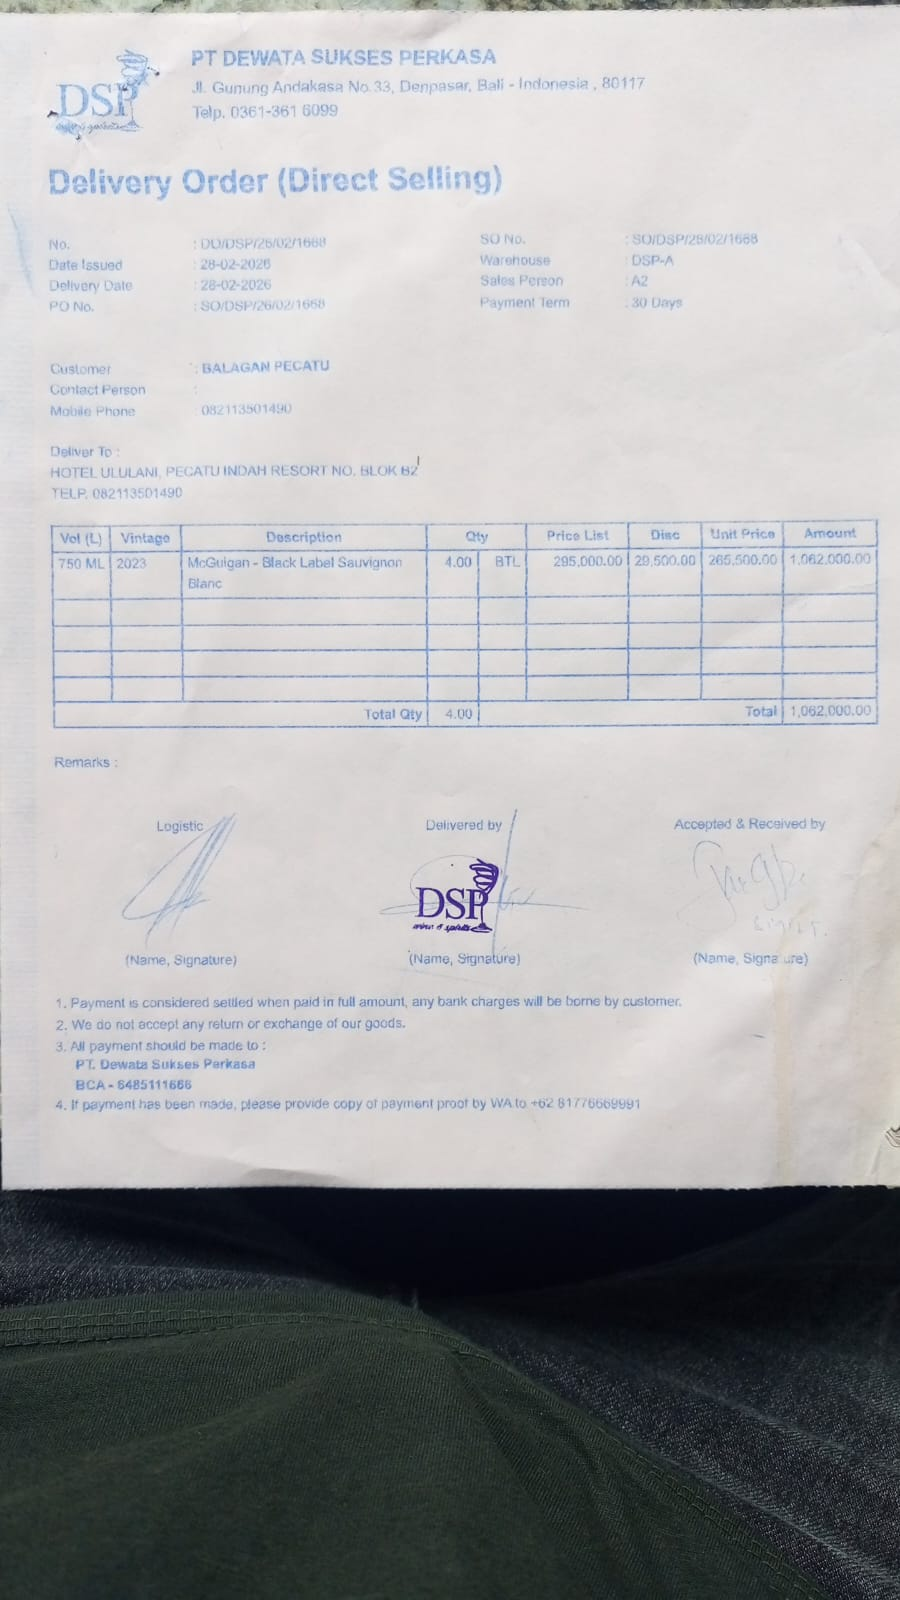 DSP
PT DEWATA SUKSES PERKASA
Jl. Gunung Andakasa No.33, Denpasar, Bali - Indonesia , 80117
Telp. 0361-361 6099
Delivery Order (Direct Selling)
No. : DO/DSP/26/02/1668
Date Issued : 28-02-2026
Delivery Date : 28-02-2026
PO No. : SO/DSP/26/02/1668
SO No. : SO/DSP/26/02/1668
Warehouse : DSP-A
Sales Person : A2
Payment Term : 30 Days
Customer : BALAGAN PECATU
Contact Person :
Mobile Phone : 082113501490
Deliver To :
HOTEL ULULANI, PECATU INDAH RESORT NO. BLOK B2
TELP. 082113501490
Vol (L) Vintage Description Qty Price List Disc Unit Price Amount
750 ML 2023 McGuigan - Black Label Sauvignon 4.00 BTL 295,000.00 29,500.00 265,500.00 1,062,000.00
Blanc
Total Qty 4.00 Total 1,062,000.00
Remarks :
Logistic Delivered by Accepted & Received by
DSP
wine & spirits
(Name, Signature) (Name, Signature) (Name, Signature)
1. Payment is considered settled when paid in full amount, any bank charges will be borne by customer.
2. We do not accept any return or exchange of our goods.
3. All payment should be made to :
PT. Dewata Sukses Perkasa
BCA - 6485111666
4. If payment has been made, please provide copy of payment proof by WA to +62 81776669991